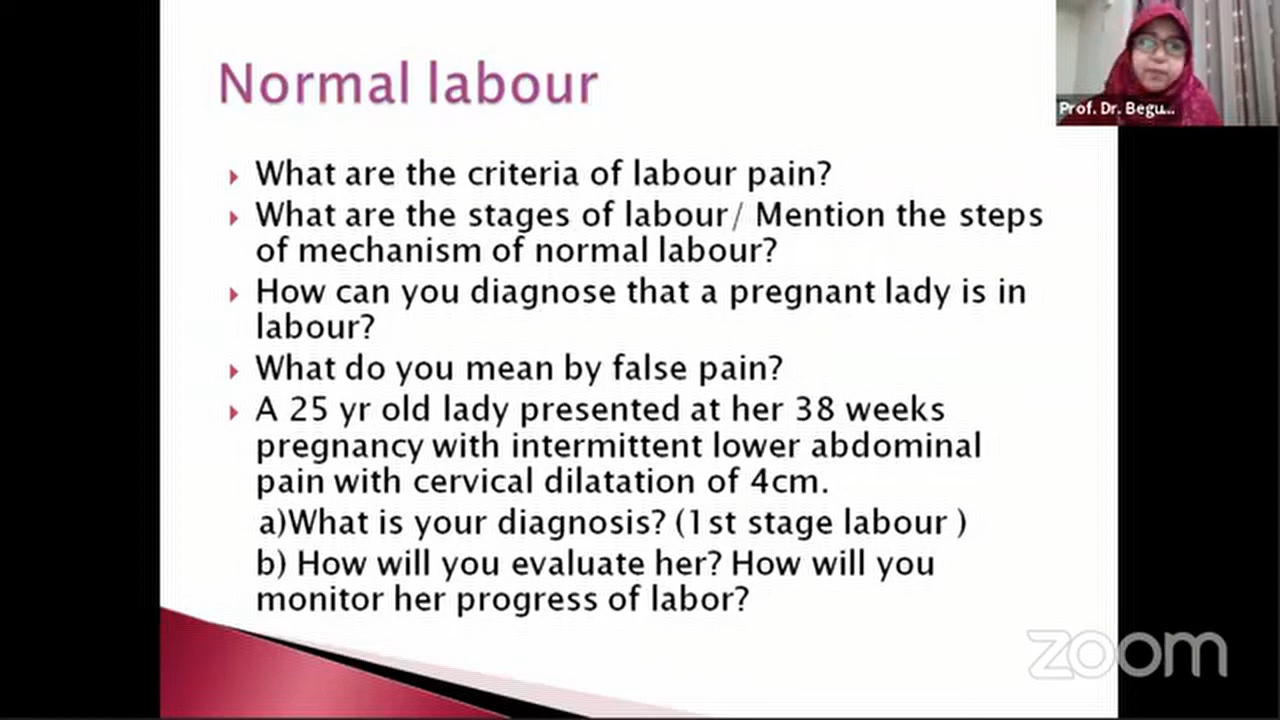 Normal labour
Prof. Dr. Begu...
What are the criteria of labour pain?
What are the stages of labour/ Mention the steps
of mechanism of normal labour?
How can you diagnose that a pregnant lady is in
labour?
What do you mean by false pain?
A 25 yr old lady presented at her 38 weeks
pregnancy with intermittent lower abdominal
pain with cervical dilatation of 4cm.
a)What is your diagnosis? (1st stage labour )
b) How will you evaluate her? How will you
monitor her progress of labor?
zoom